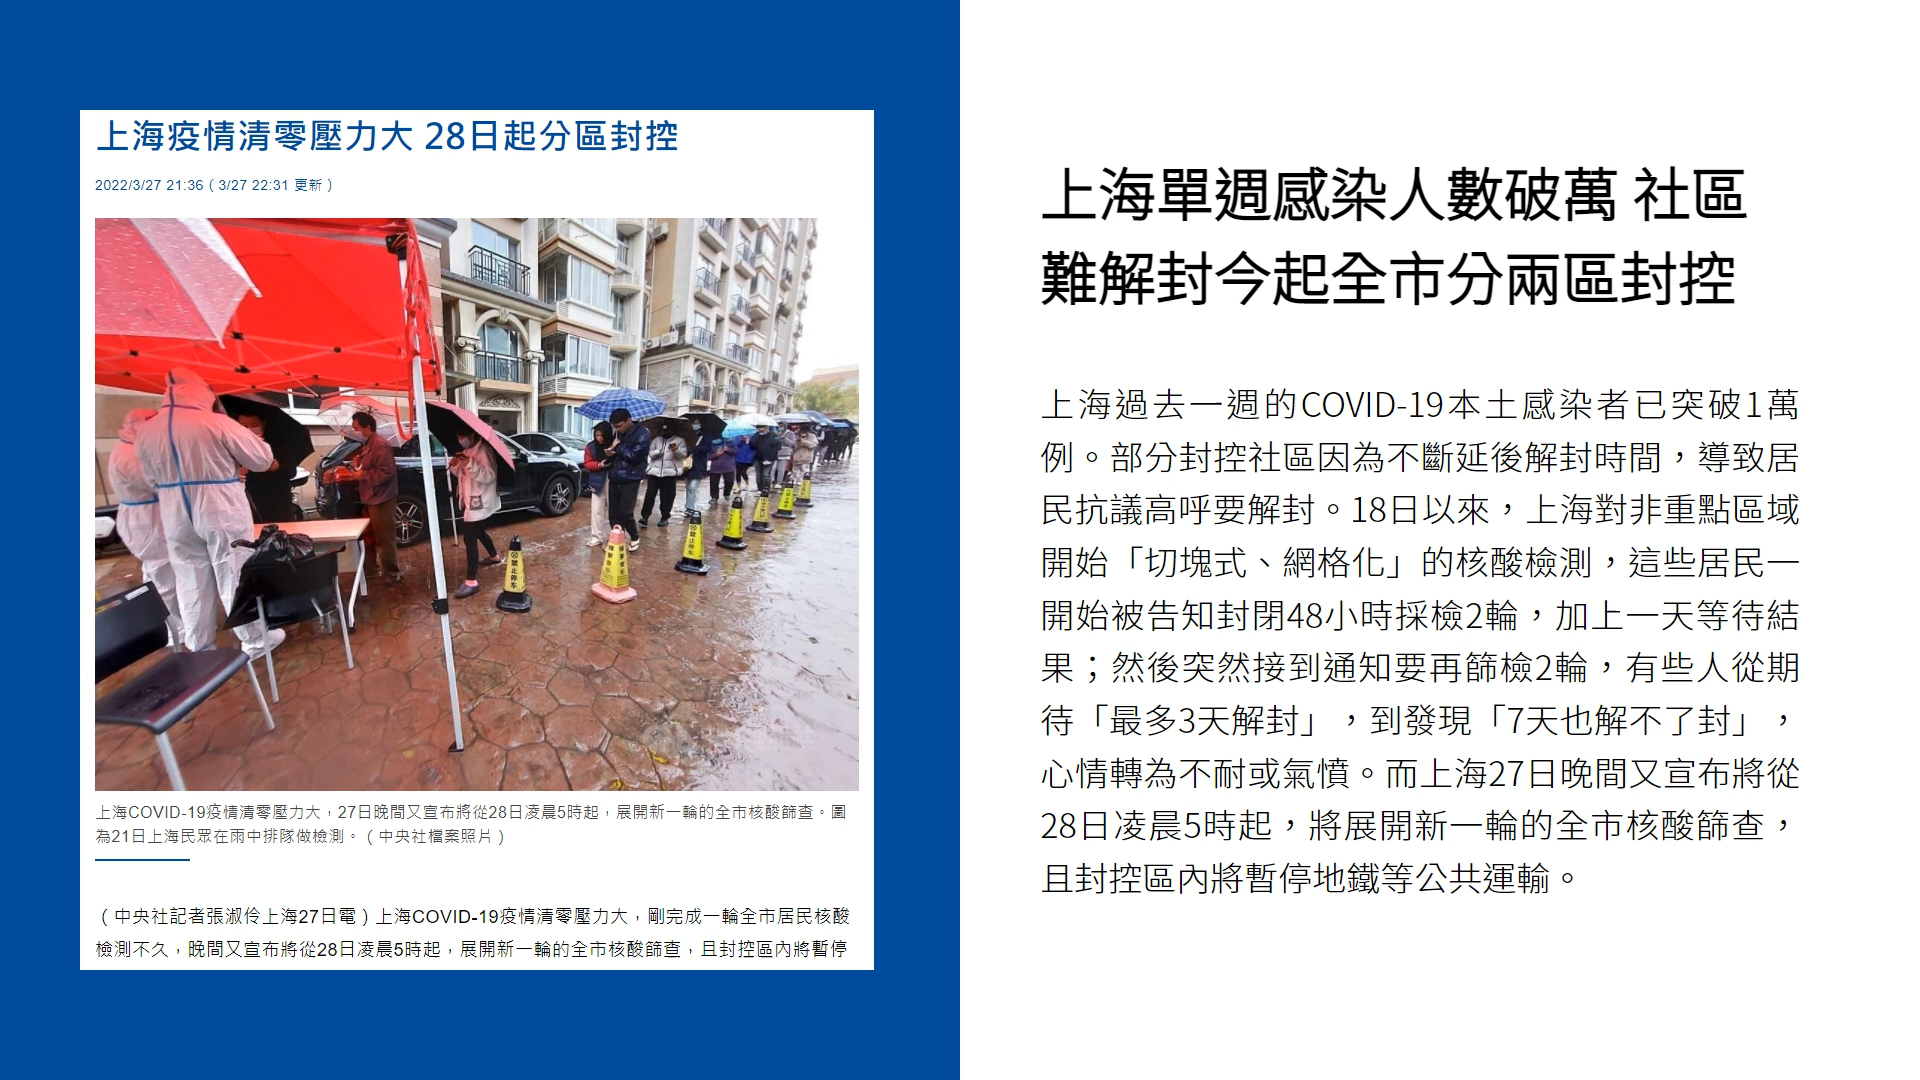 上海疫情清零壓力大 28日起分區封控
2022/3/27 21:36（3/27 22:31 更新）
禁止停车
上海COVID-19疫情清零壓力大，27日晚間又宣布將從28日凌晨5時起，展開新一輪的全市核酸篩查。圖
為21日上海民眾在雨中排隊做檢測。（中央社檔案照片）
（中央社記者張淑伶上海27日電）上海COVID-19疫情清零壓力大，剛完成一輪全市居民核酸
檢測不久，晚間又宣布將從28日凌晨5時起，展開新一輪的全市核酸篩查，且封控區內將暫停
上海單週感染人數破萬 社區
難解封今起全市分兩區封控
上海過去一週的COVID-19本土感染者已突破1萬
例。部分封控社區因為不斷延後解封時間，導致居
民抗議高呼要解封。18日以來，上海對非重點區域
開始「切塊式、網格化」的核酸檢測，這些居民一
開始被告知封閉48小時採檢2輪，加上一天等待結
果；然後突然接到通知要再篩檢2輪，有些人從期
待「最多3天解封」，到發現「7天也解不了封」，
心情轉為不耐或氣憤。而上海27日晚間又宣布將從
28日凌晨5時起，將展開新一輪的全市核酸篩查，
且封控區內將暫停地鐵等公共運輸。